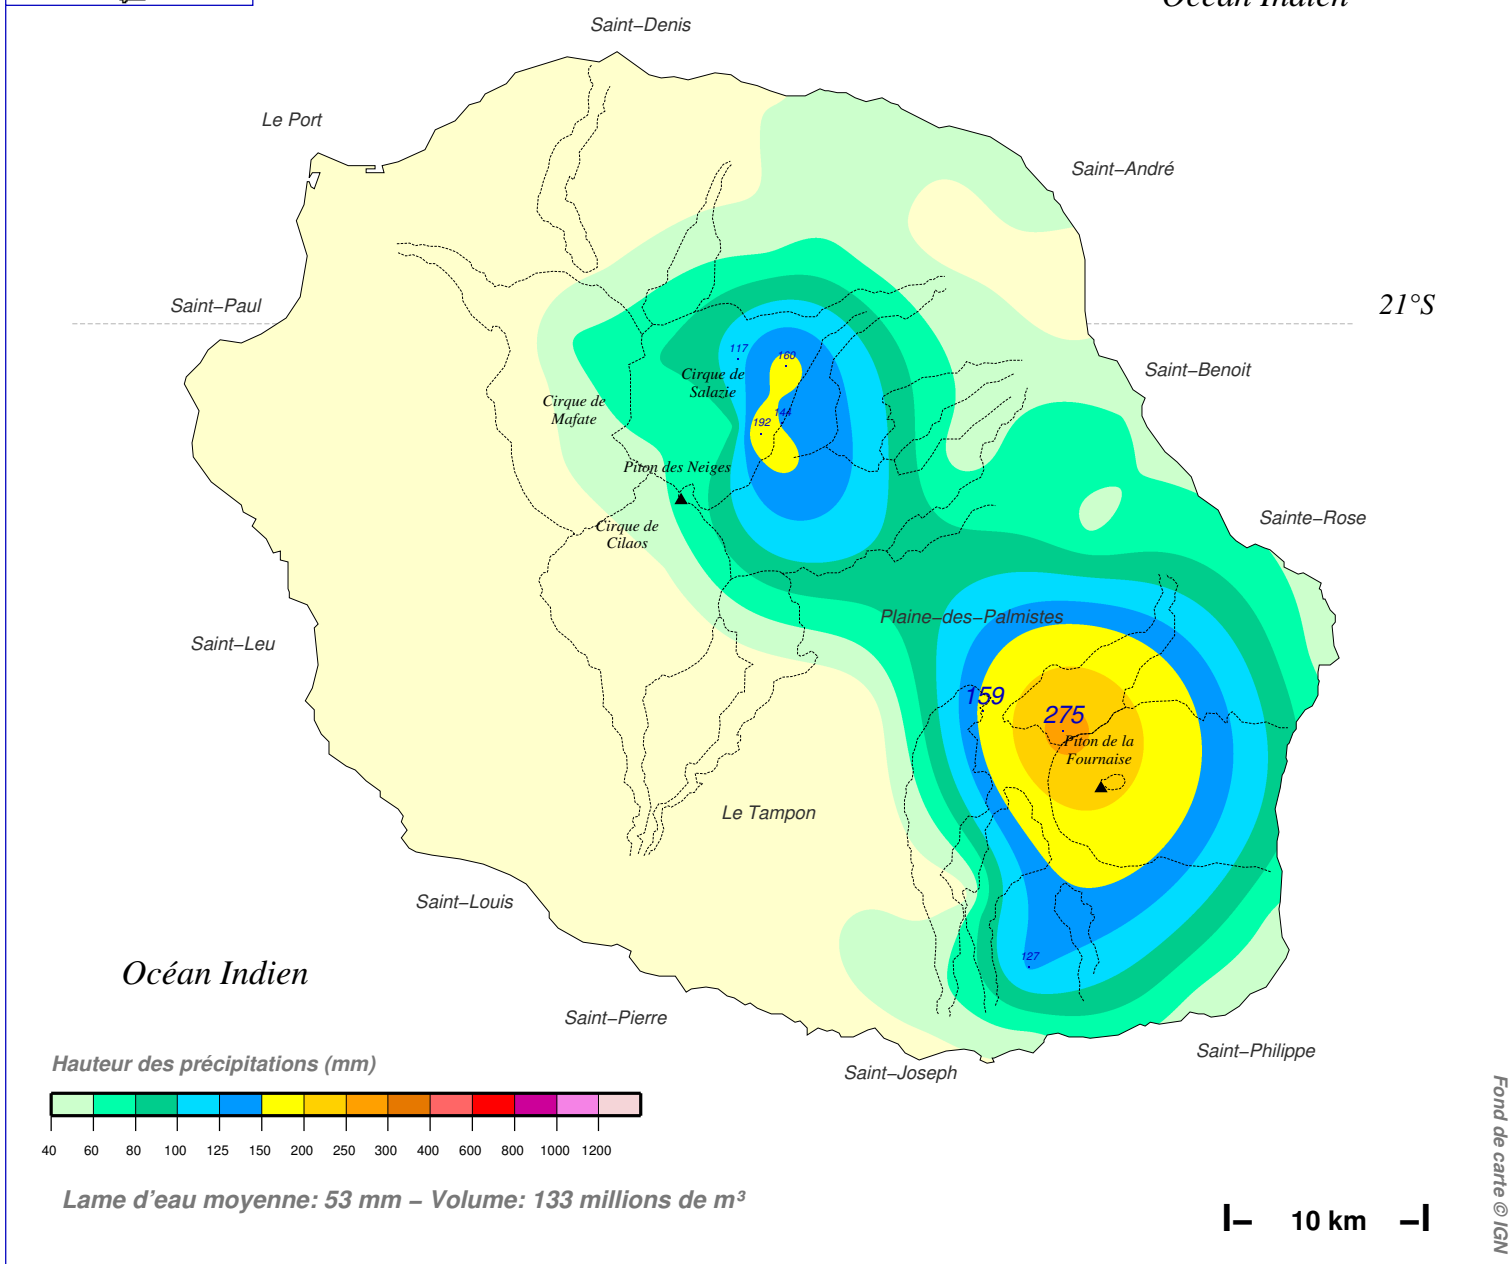 Océan Indien
Saint-Denis
Le Port
Saint-André
Saint-Paul
21°S
117
160
Saint-Benoit
Cirque de
Salazie
Cirque de
Mafate
144
192
Piton des Neiges
Sainte-Rose
Cirque de
Cilaos
Plaine-des-Palmistes
Saint-Leu
159
275
Piton de la
Fournaise
Le Tampon
Saint-Louis
127
Océan Indien
Saint-Pierre
Saint-Philippe
Saint-Joseph
Hauteur des précipitations (mm)
40 60 80 100 125 150 200 250 300 400 600 800 1000 1200
Lame d'eau moyenne: 53 mm – Volume: 133 millions de m³
10 km
Fond de carte © IGN